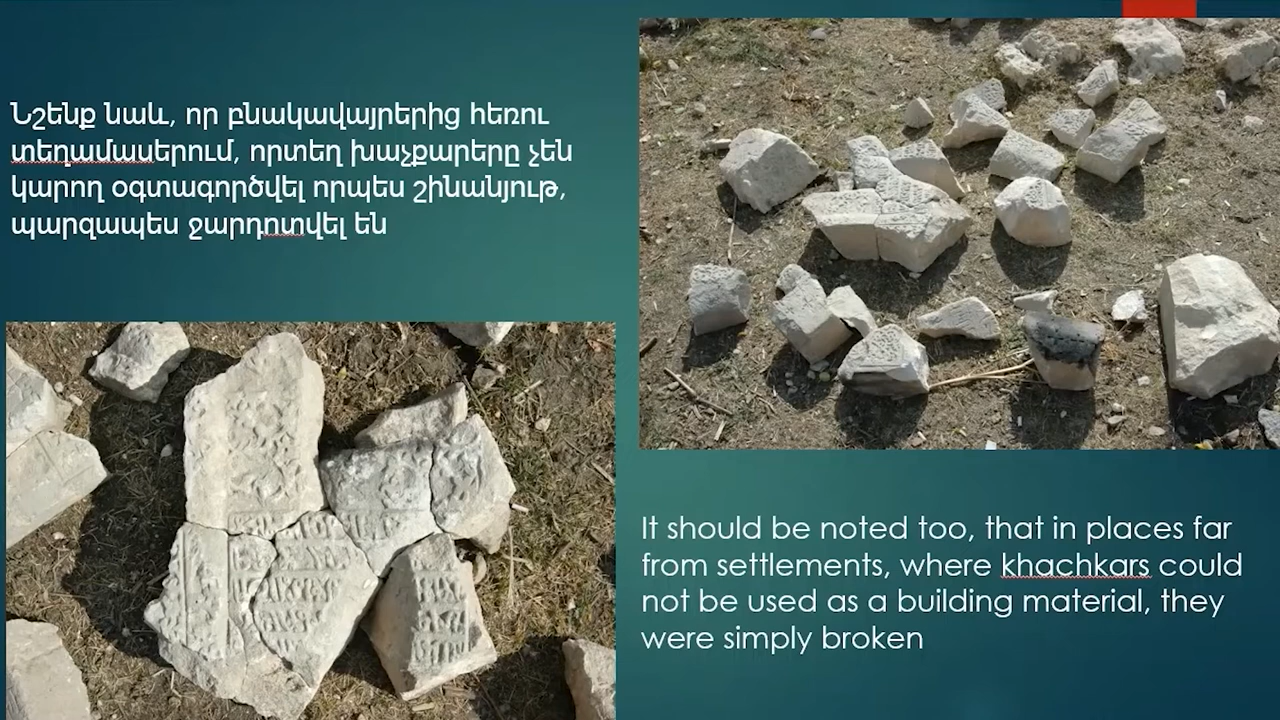 Նշենք նաև, որ բնակավայրերից հեռու
տեղամասերում, որտեղ խաչքարերը չեն
կարող օգտագործվել որպես շինանյութ,
պարզապես ջարդոտվել են
It should be noted too, that in places far
from settlements, where khachkars could
not be used as a building material, they
were simply broken